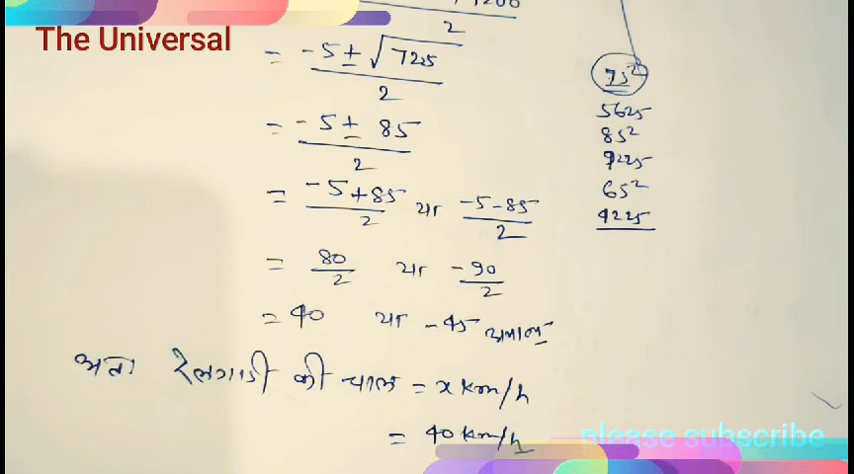 The Universal
2
= -5 ± √7225
2
= -5 ± 85
2
= -5+85 या -5-85
2 2
= 80 या -90
2 2
= 40 या -45 अमान्य
अतः रेलगाडी की चाल = x km/h
= 40 km/h
75²
5625
85²
7225
65²
4225
please subscribe